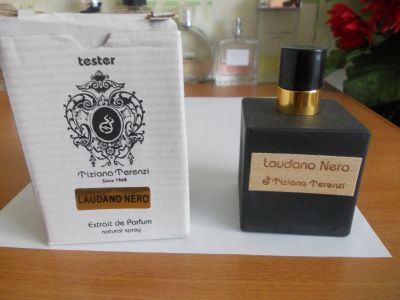 tester
Tiziana Terenzi
Since 1968
LAUDANO NERO
Extrait de Parfum
natural spray
Laudano Nero
Tiziana Terenzi